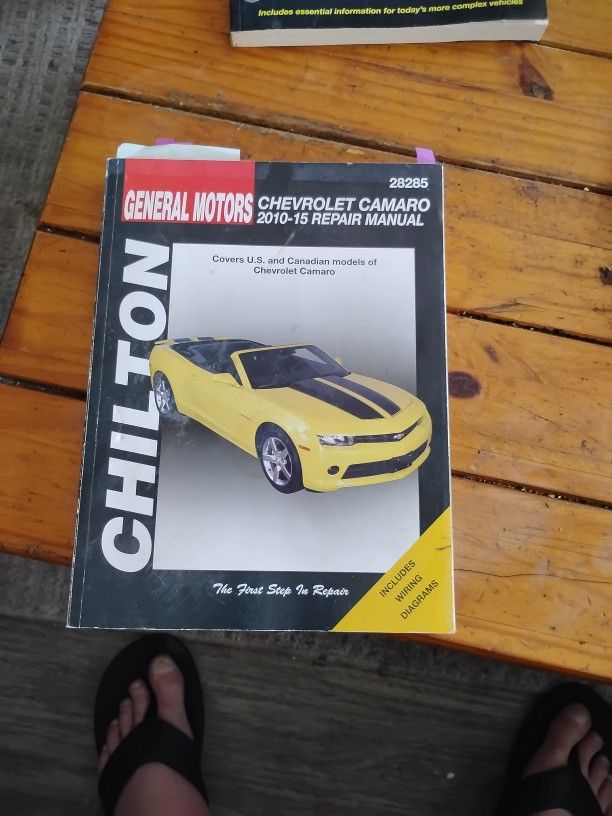 Includes essential information for today's more complex vehicles
28285
GENERAL MOTORS
CHEVROLET CAMARO
2010-15 REPAIR MANUAL
CHILTON
Covers U.S. and Canadian models of
Chevrolet Camaro
The First Step In Repair
INCLUDES
WIRING
DIAGRAMS